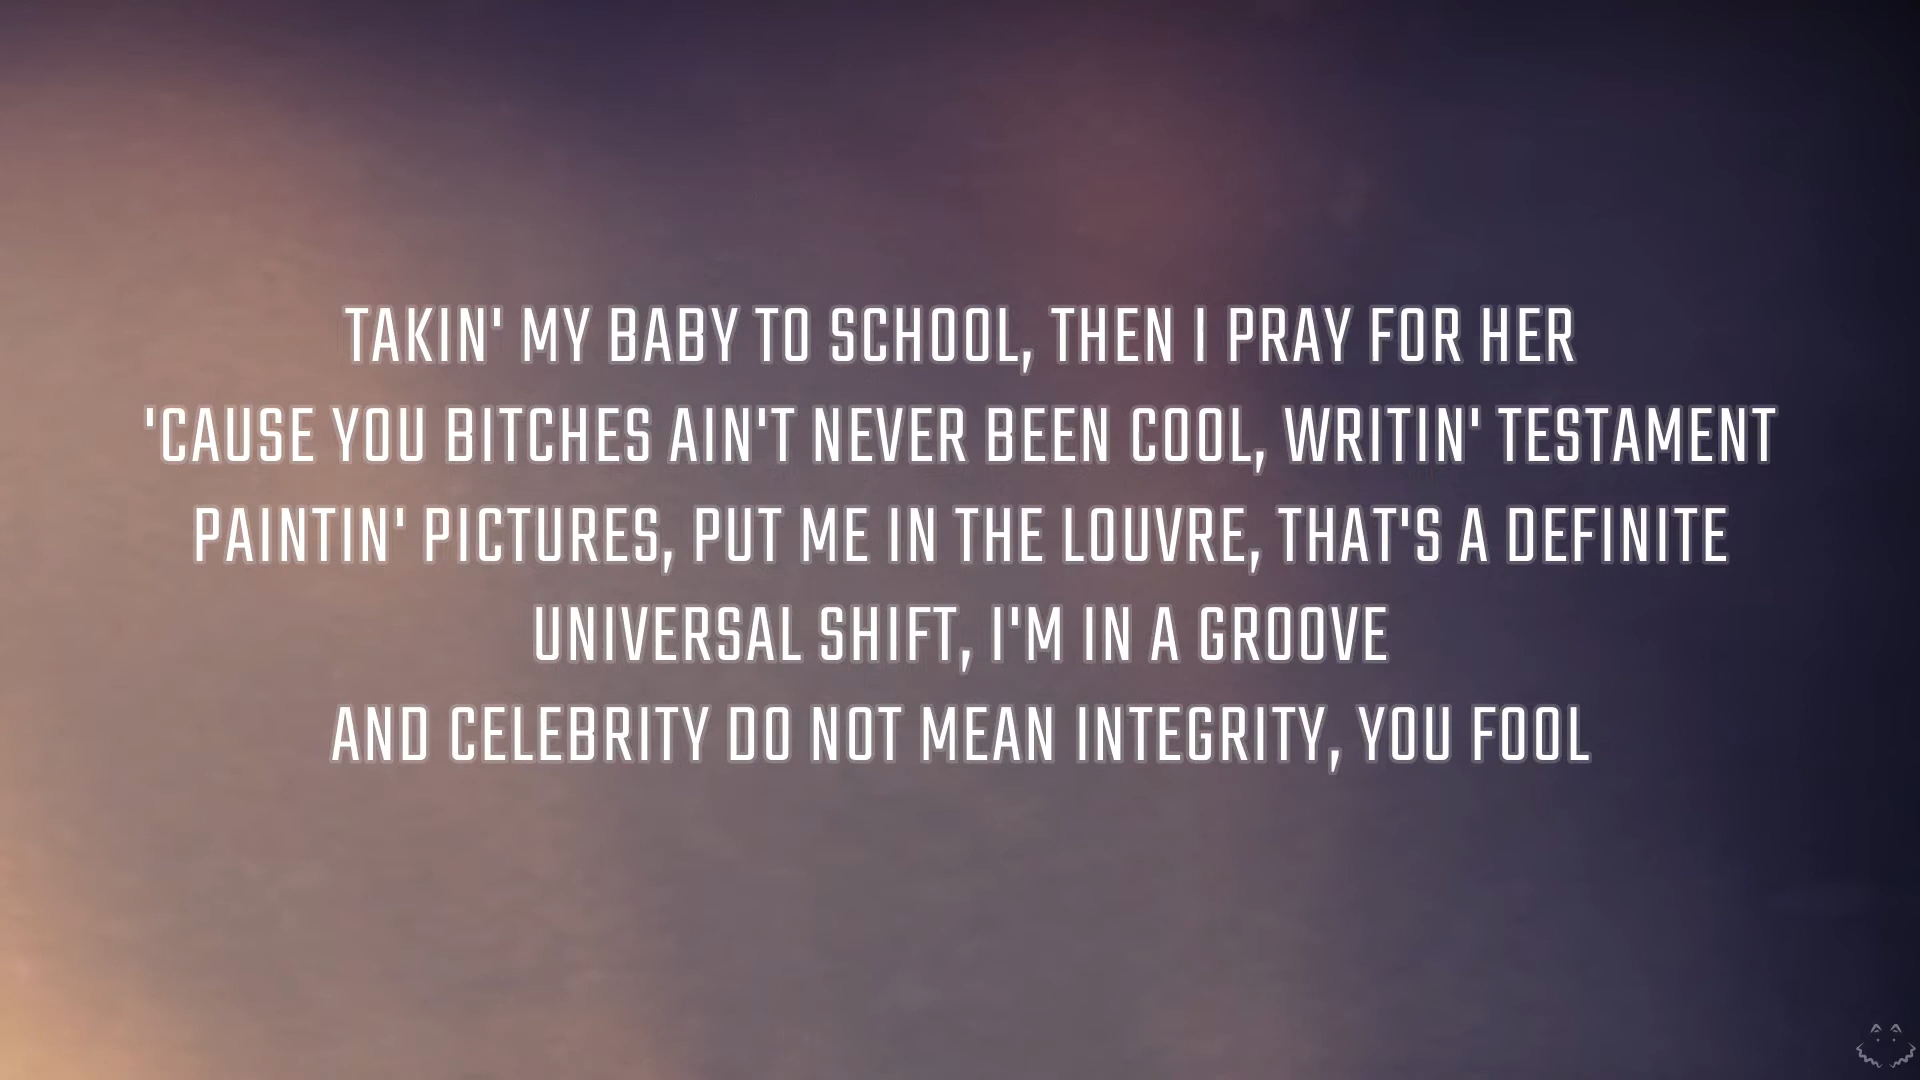 TAKIN' MY BABY TO SCHOOL, THEN I PRAY FOR HER
'CAUSE YOU BITCHES AIN'T NEVER BEEN COOL, WRITIN' TESTAMENT
PAINTIN' PICTURES, PUT ME IN THE LOUVRE, THAT'S A DEFINITE
UNIVERSAL SHIFT, I'M IN A GROOVE
AND CELEBRITY DO NOT MEAN INTEGRITY, YOU FOOL